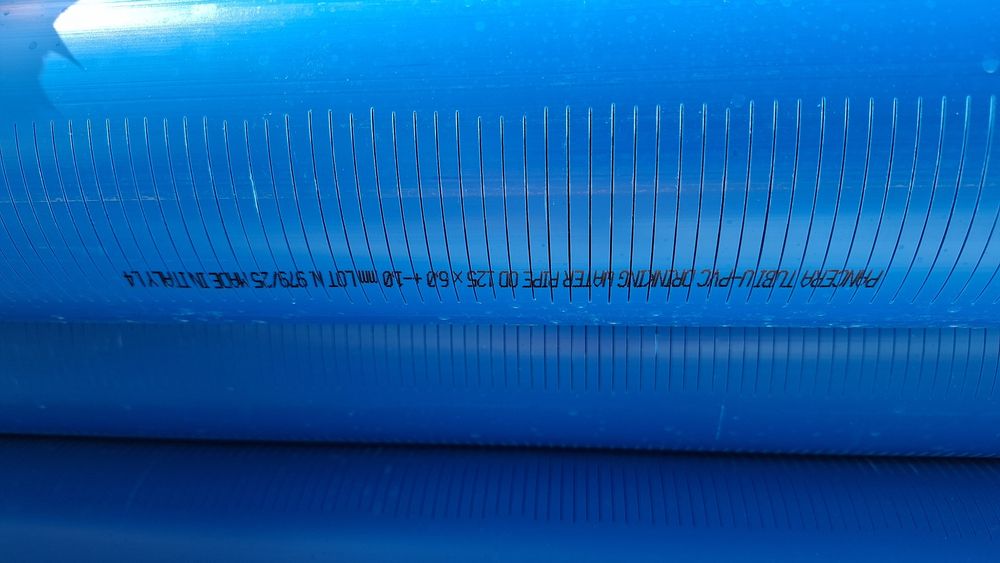 PANCERA TUBI U-PVC DRINKING WATER PIPE OD 125 x 6.0 +-1.0 mm LOT N 979/25 MADE IN ITALY L4